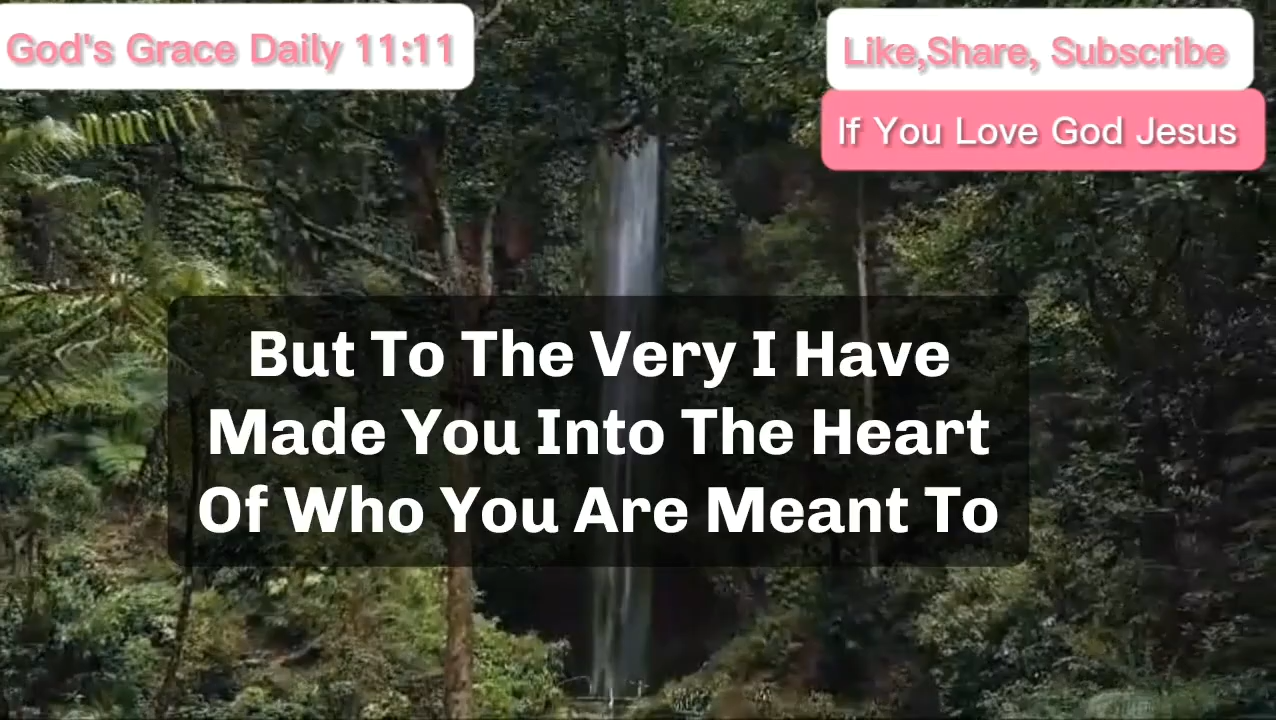 God's Grace Daily 11:11
Like,Share, Subscribe
If You Love God Jesus
But To The Very I Have
Made You Into The Heart
Of Who You Are Meant To